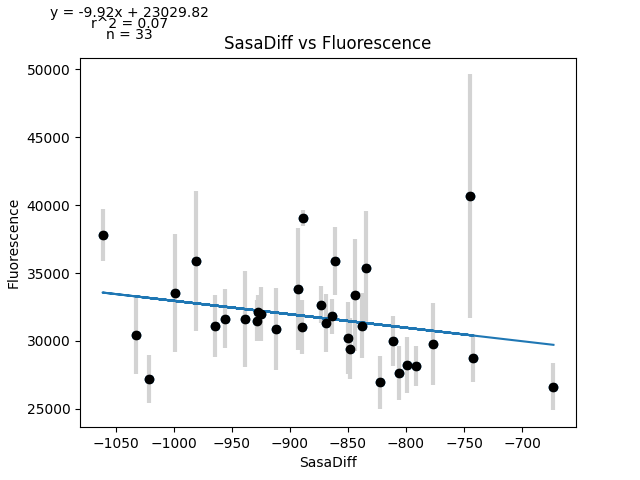 y = -9.92x + 23029.82
r^2 = 0.07
n = 33
SasaDiff vs Fluorescence
50000
45000
40000
35000
30000
25000
Fluorescence
−1050 −1000 −950 −900 −850 −800 −750 −700
SasaDiff